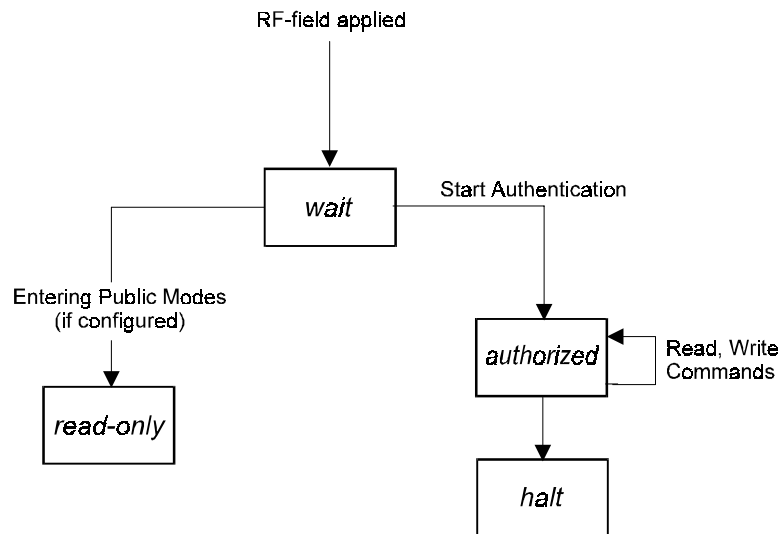 RF-field applied
wait
Start Authentication
Entering Public Modes
(if configured)
authorized
Read, Write
Commands
read-only
halt